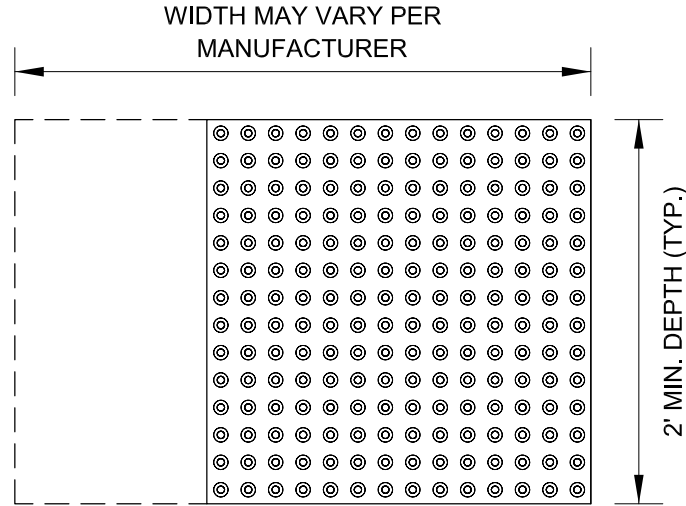 WIDTH MAY VARY PER
MANUFACTURER
2' MIN. DEPTH (TYP.)